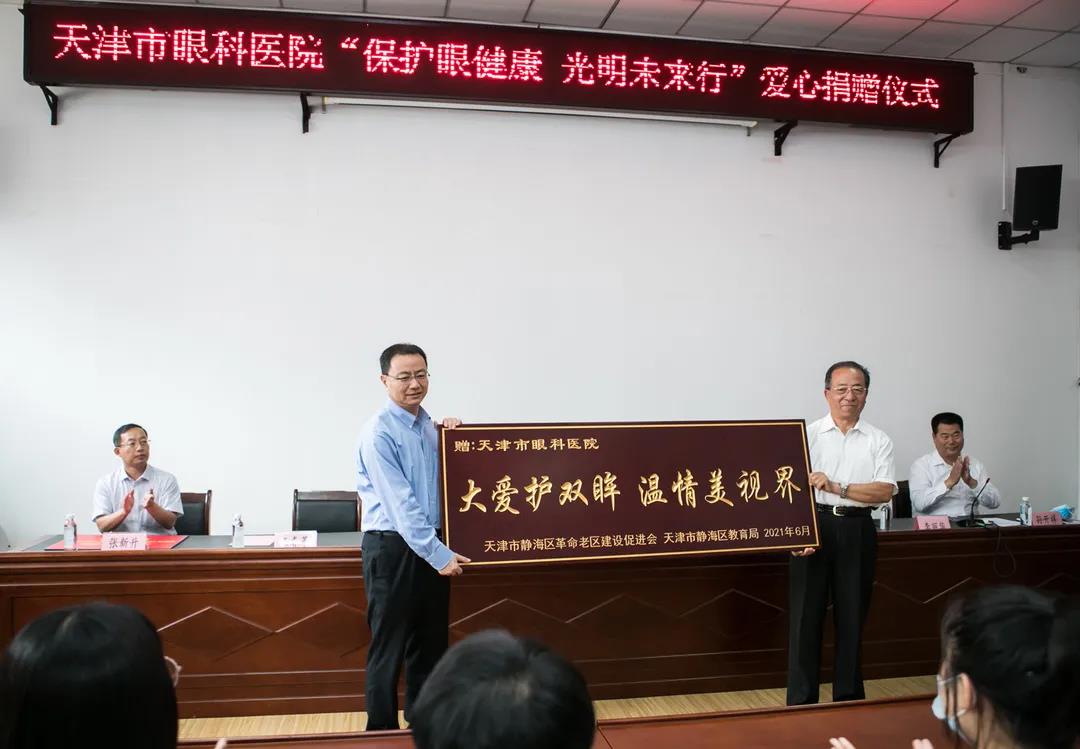 天津市眼科医院“保护眼健康 光明未来行”爱心捐赠仪式
赠:天津市眼科医院
大爱护双眸 温情美视界
天津市静海区革命老区建设促进会 天津市静海区教育局 2021年6月
张新升